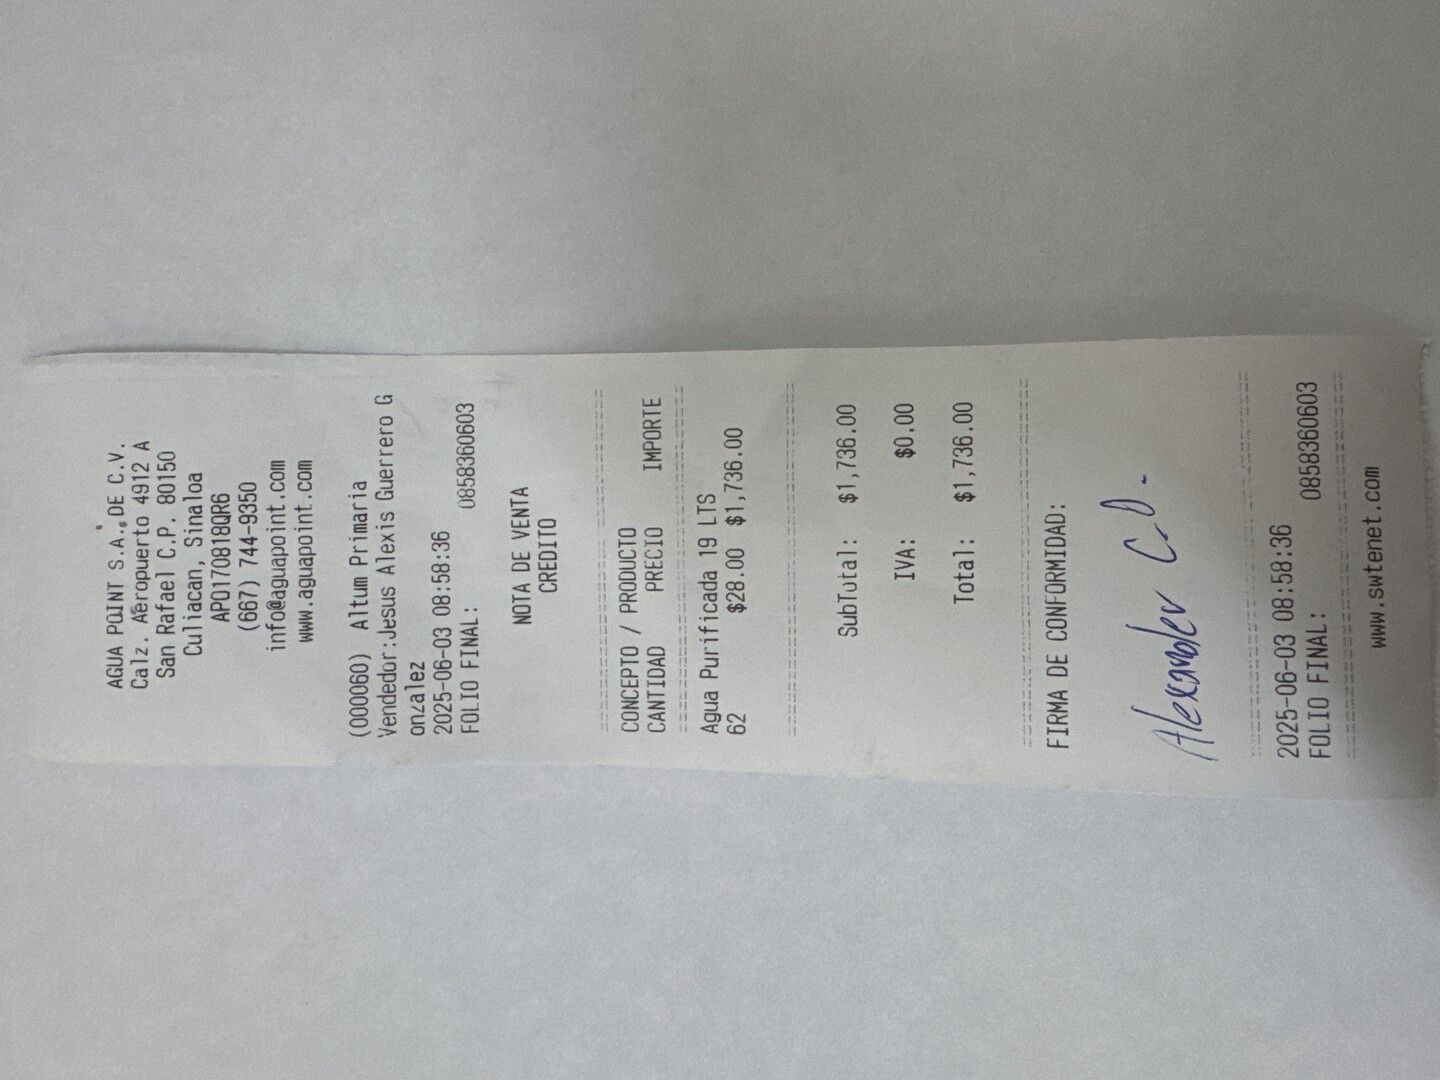 AGUA POINT S.A. DE C.V.
Calz. Aeropuerto 4912 A
San Rafael C.P. 80150
Culiacan, Sinaloa
APO170818QR6
(667) 744-9350
info@aguapoint.com
www.aguapoint.com
(000060) Altum Primaria
Vendedor:Jesus Alexis Guerrero G
onzalez
2025-06-03 08:58:36
FOLIO FINAL: 0858360603
NOTA DE VENTA
CREDITO
CONCEPTO / PRODUCTO
CANTIDAD PRECIO IMPORTE
Agua Purificada 19 LTS
62 $28.00 $1,736.00
SubTotal: $1,736.00
IVA: $0.00
Total: $1,736.00
FIRMA DE CONFORMIDAD:
Alexander C.D.
2025-06-03 08:58:36
FOLIO FINAL: 0858360603
www.swtenet.com